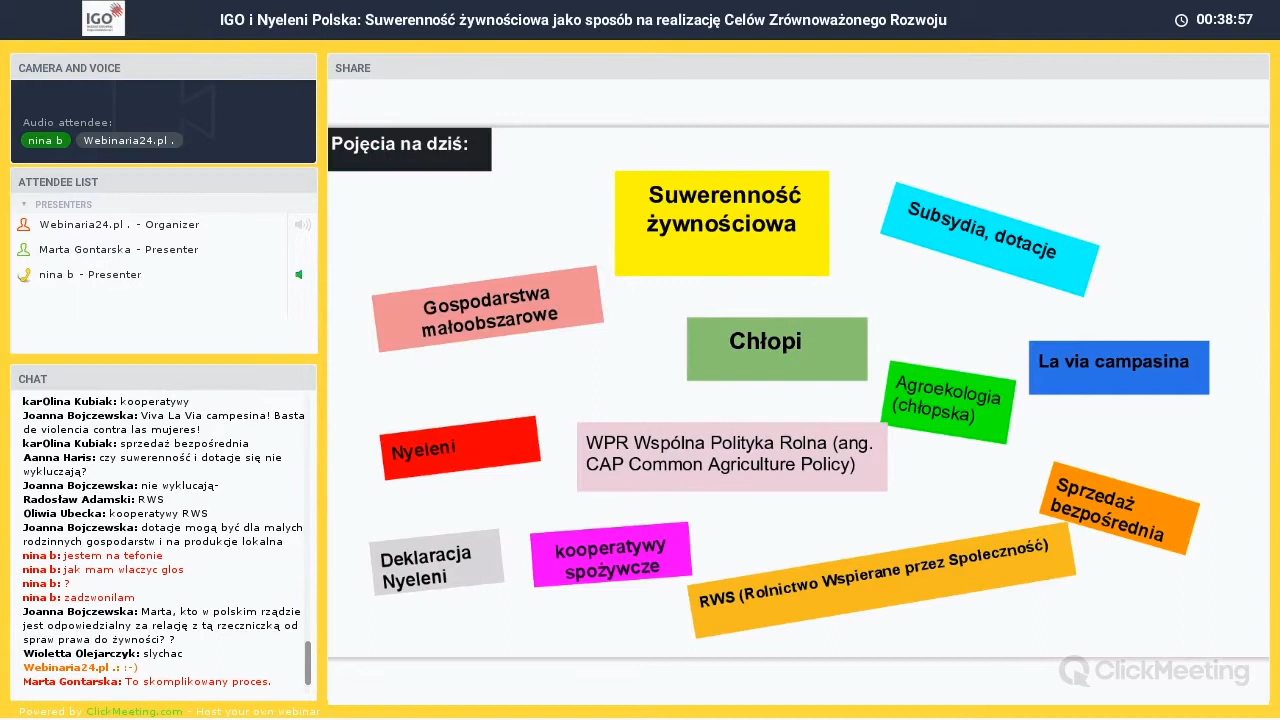 IGO
IGO i Nyeleni Polska: Suwerenność żywnościowa jako sposób na realizację Celów Zrównoważonego Rozwoju
00:38:57
CAMERA AND VOICE
Audio attendee:
nina b Webinaria24.pl .
ATTENDEE LIST
PRESENTERS
Webinaria24.pl . - Organizer
Marta Gontarska - Presenter
nina b - Presenter
CHAT
kar0lina Kubiak: kooperatywy
Joanna Bojczewska: Viva La Via campesina! Basta
de violencia contra las mujeres!
kar0lina Kubiak: sprzedaż bezpośrednia
Aanna Haris: czy suwerenność i dotacje się nie
wykluczają?
Joanna Bojczewska: nie wyklucają-
Radosław Adamski: RWS
Oliwia Ubecka: kooperatywy RWS
Joanna Bojczewska: dotacje mogą być dla malych
rodzinnych gospodarstw i na produkcje lokalna
nina b: jestem na tefonie
nina b: jak mam wlaczyc glos
nina b: ?
nina b: zadzwonilam
Joanna Bojczewska: Marta, kto w polskim rządzie
jest odpowiedzialny za relację z tą rzeczniczką od
spraw prawa do żywności? ?
Wioletta Olejarczyk: slychac
Webinaria24.pl .: :-)
Marta Gontarska: To skomplikowany proces.
Powered by ClickMeeting.com - Host your own webinar
SHARE
Pojęcia na dziś:
Suwerenność
żywnościowa
Subsydia, dotacje
Gospodarstwa
małoobszarowe
Chłopi
La via campasina
Agroekologia
(chłopska)
Nyeleni
WPR Wspólna Polityka Rolna (ang.
CAP Common Agriculture Policy)
Sprzedaż
bezpośrednia
Deklaracja
Nyeleni
kooperatywy
spożywcze
RWS (Rolnictwo Wspierane przez Społeczność)
ClickMeeting